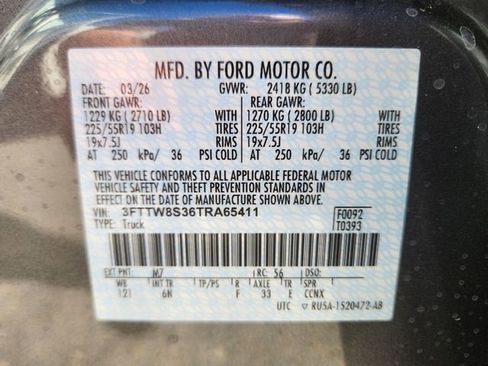 MFD. BY FORD MOTOR CO.
DATE: 03/26 GVWR: 2418 KG ( 5330 LB)
FRONT GAWR: REAR GAWR:
1229 KG ( 2710 LB) WITH 1270 KG ( 2800 LB) WITH
225/55R19 103H TIRES 225/55R19 103H TIRES
19x7.5J RIMS 19x7.5J RIMS
AT 250 kPa/ 36 PSI COLD AT 250 kPa/ 36 PSI COLD
THIS VEHICLE CONFORMS TO ALL APPLICABLE FEDERAL MOTOR
VEHICLE SAFETY AND THEFT PREVENTION STANDARDS IN
EFFECT ON THE DATE OF MANUFACTURE SHOWN ABOVE.
VIN: 3FTTW8S36TRA65411 F0092
TYPE: Truck T0393
EXT PNT: M7 RC: 56 DSO:
WB INT TR TP/PS R AXLE TR SPR
121 6N F 33 E CCNX
UTC RU5A-1520472-AB